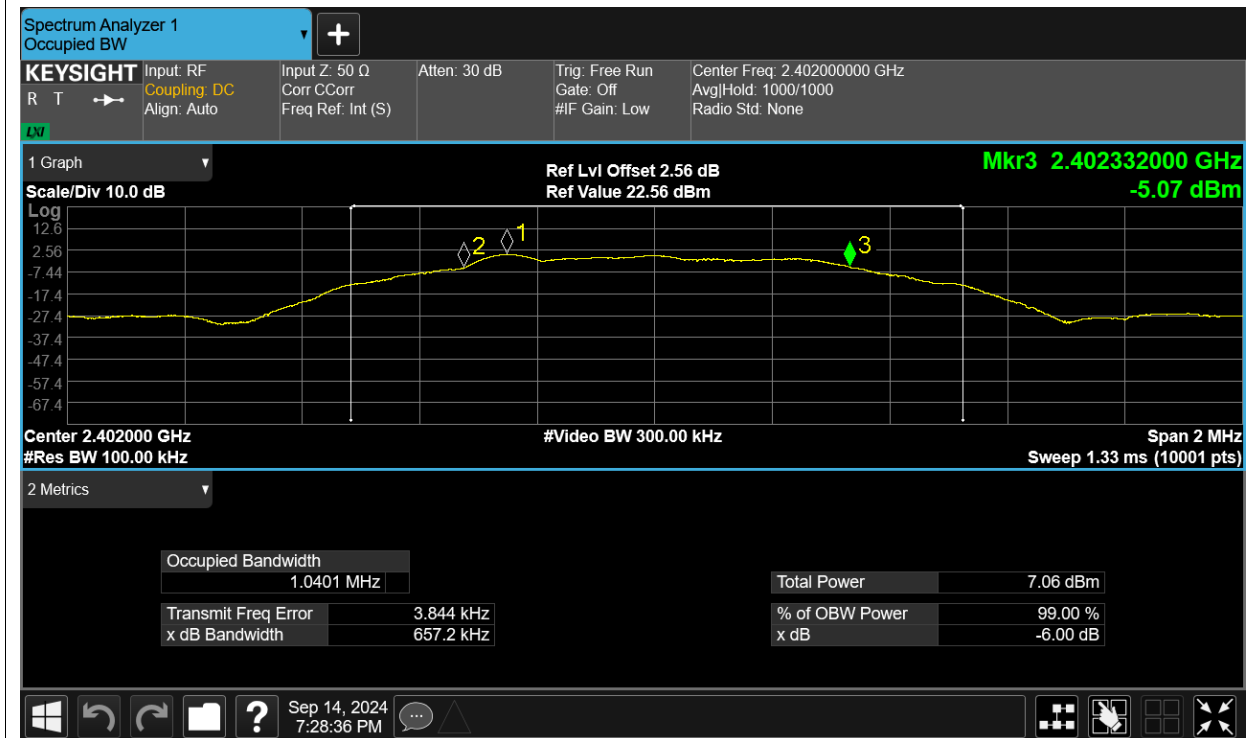 Spectrum Analyzer 1
Occupied BW
+
KEYSIGHT
R T
LXI
Input: RF
Coupling: DC
Align: Auto
Input Z: 50 Ω
Corr CCorr
Freq Ref: Int (S)
Atten: 30 dB
Trig: Free Run
Gate: Off
#IF Gain: Low
Center Freq: 2.402000000 GHz
Avg|Hold: 1000/1000
Radio Std: None
1 Graph
Scale/Div 10.0 dB
Ref Lvl Offset 2.56 dB
Ref Value 22.56 dBm
Mkr3 2.402332000 GHz
-5.07 dBm
Log
12.6
2.56
-7.44
-17.4
-27.4
-37.4
-47.4
-57.4
-67.4
2
1
3
Center 2.402000 GHz
#Res BW 100.00 kHz
#Video BW 300.00 kHz
Span 2 MHz
Sweep 1.33 ms (10001 pts)
2 Metrics
Occupied Bandwidth
1.0401 MHz
Transmit Freq Error 3.844 kHz
x dB Bandwidth 657.2 kHz
Total Power 7.06 dBm
% of OBW Power 99.00 %
x dB -6.00 dB
?
Sep 14, 2024
7:28:36 PM